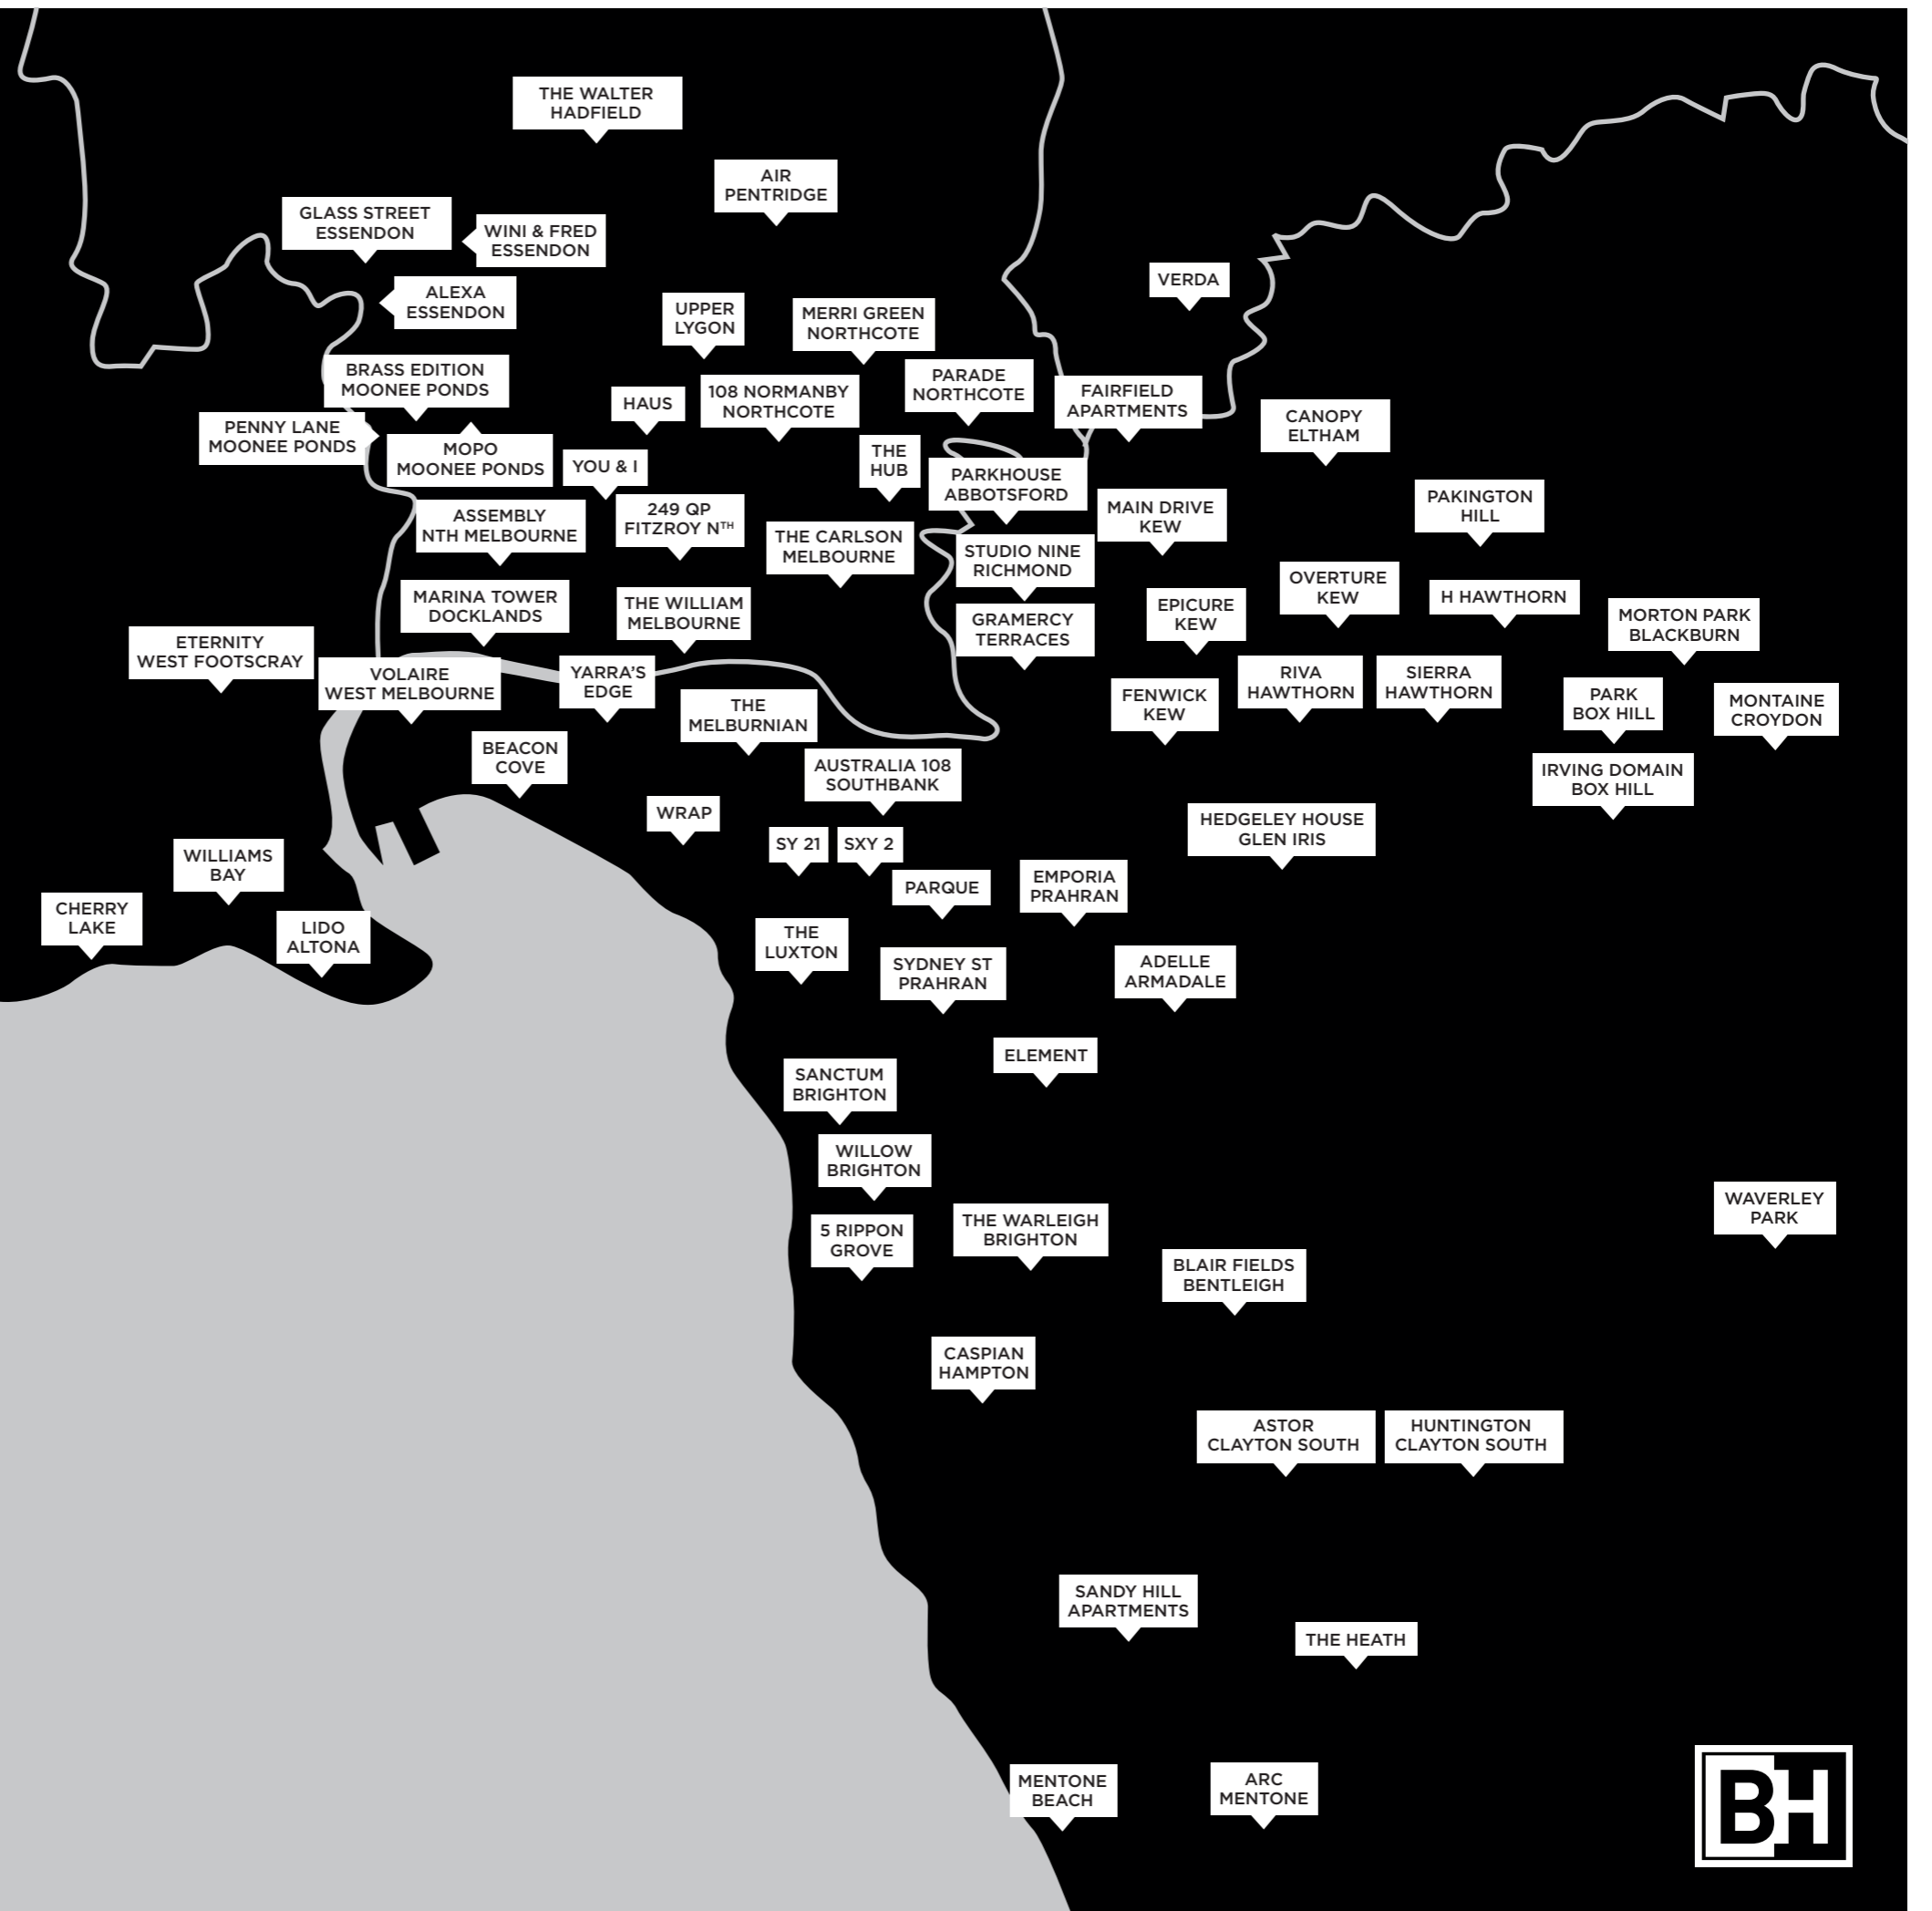 THE WALTER
HADFIELD
AIR
PENTRIDGE
GLASS STREET
ESSENDON
WINI & FRED
ESSENDON
ALEXA
ESSENDON
VERDA
UPPER
LYGON
MERRI GREEN
NORTHCOTE
BRASS EDITION
MOONEE PONDS
HAUS
108 NORMANBY
NORTHCOTE
PARADE
NORTHCOTE
FAIRFIELD
APARTMENTS
CANOPY
ELTHAM
PENNY LANE
MOONEE PONDS
MOPO
MOONEE PONDS
YOU & I
THE
HUB
PARKHOUSE
ABBOTSFORD
MAIN DRIVE
KEW
PAKINGTON
HILL
ASSEMBLY
NTH MELBOURNE
249 QP
FITZROY NTH
THE CARLSON
MELBOURNE
STUDIO NINE
RICHMOND
MARINA TOWER
DOCKLANDS
THE WILLIAM
MELBOURNE
GRAMERCY
TERRACES
EPICURE
KEW
OVERTURE
KEW
H HAWTHORN
MORTON PARK
BLACKBURN
ETERNITY
WEST FOOTSCRAY
VOLAIRE
WEST MELBOURNE
YARRA'S
EDGE
THE
MELBURNIAN
FENWICK
KEW
RIVA
HAWTHORN
SIERRA
HAWTHORN
PARK
BOX HILL
MONTAINE
CROYDON
BEACON
COVE
AUSTRALIA 108
SOUTHBANK
IRVING DOMAIN
BOX HILL
WRAP
SY 21
SXY 2
HEDGELEY HOUSE
GLEN IRIS
WILLIAMS
BAY
PARQUE
EMPORIA
PRAHRAN
CHERRY
LAKE
LIDO
ALTONA
THE
LUXTON
SYDNEY ST
PRAHRAN
ADELLE
ARMADALE
ELEMENT
SANCTUM
BRIGHTON
WILLOW
BRIGHTON
5 RIPPON
GROVE
THE WARLEIGH
BRIGHTON
WAVERLEY
PARK
BLAIR FIELDS
BENTLEIGH
CASPIAN
HAMPTON
ASTOR
CLAYTON SOUTH
HUNTINGTON
CLAYTON SOUTH
SANDY HILL
APARTMENTS
THE HEATH
MENTONE
BEACH
ARC
MENTONE
BH